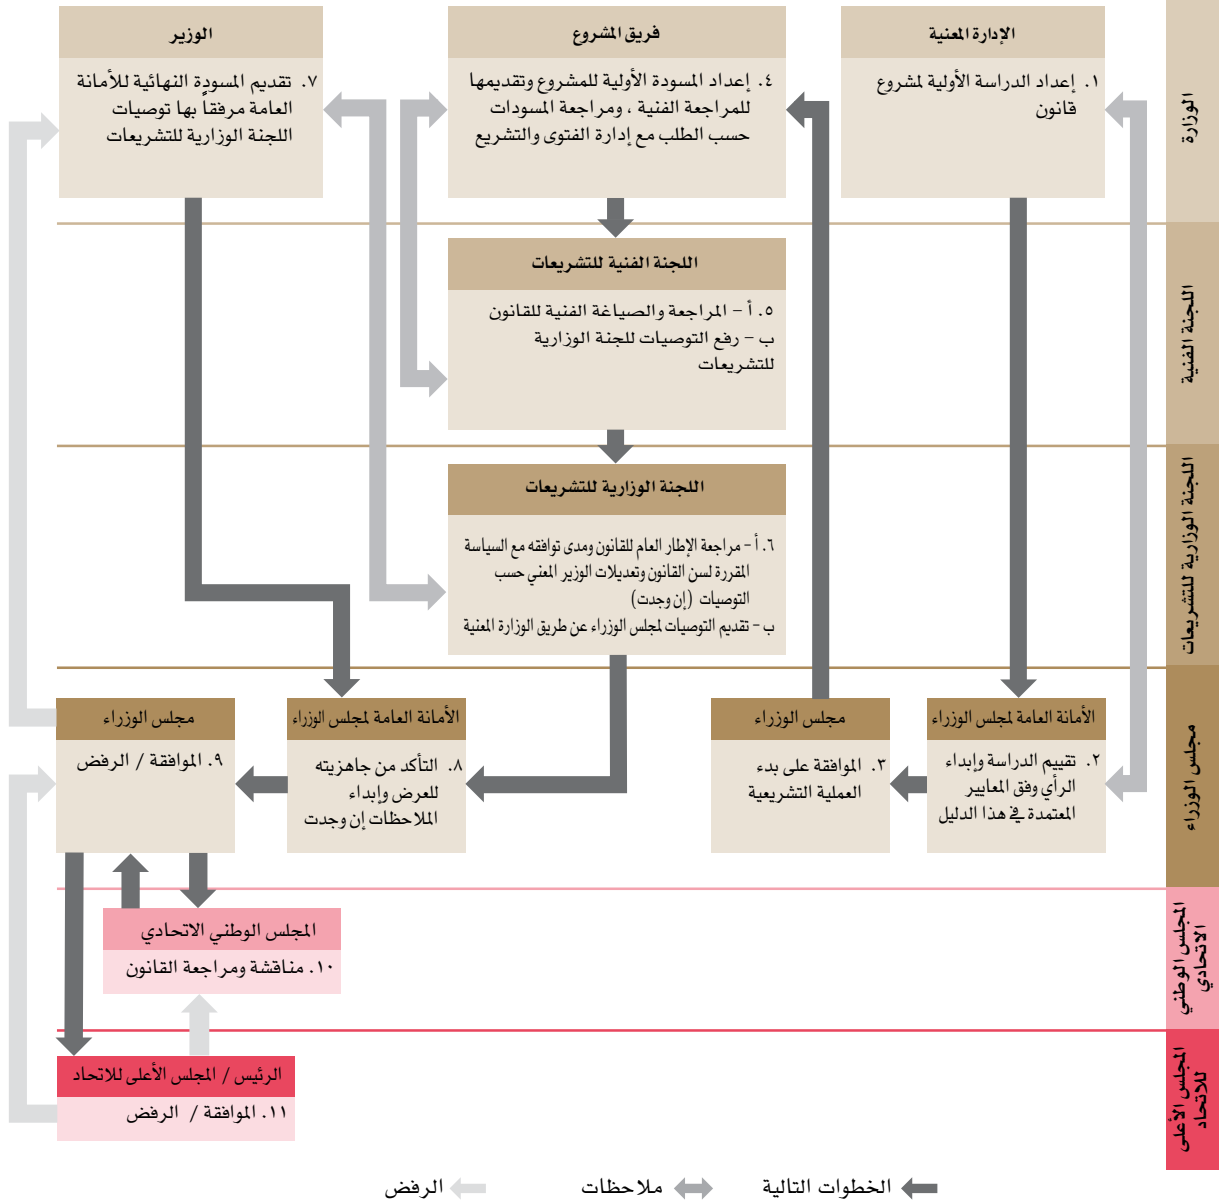 الإدارة المعنية
١. إعداد الدراسة الأولية لمشروع
قانون
فريق المشروع
٤. إعداد المسودة الأولية للمشروع وتقديمها
للمراجعة الفنية ، ومراجعة المسودات
حسب الطلب مع إدارة الفتوى والتشريع
الوزير
٧. تقديم المسودة النهائية للأمانة
العامة مرفقاً بها توصيات
اللجنة الوزارية للتشريعات
الوزارة
اللجنة الفنية للتشريعات
٥. أ – المراجعة والصياغة الفنية للقانون
ب – رفع التوصيات للجنة الوزارية
للتشريعات
اللجنة الفنية
اللجنة الوزارية للتشريعات
٦. أ – مراجعة الإطار العام للقانون ومدى توافقه مع السياسة
المقررة لسن القانون وتعديلات الوزير المعني حسب
التوصيات (إن وجدت)
ب – تقديم التوصيات لمجلس الوزراء عن طريق الوزارة المعنية
اللجنة الوزارية للتشريعات
الأمانة العامة لمجلس الوزراء
٢. تقييم الدراسة وإبداء
الرأي وفق المعايير
المعتمدة في هذا الدليل
مجلس الوزراء
٣. الموافقة على بدء
العملية التشريعية
الأمانة العامة لمجلس الوزراء
٨. التأكد من جاهزيته
للعرض وإبداء
الملاحظات إن وجدت
مجلس الوزراء
٩. الموافقة / الرفض
مجلس الوزراء
المجلس الوطني الاتحادي
١٠. مناقشة ومراجعة القانون
المجلس الوطني
الاتحادي
الرئيس / المجلس الأعلى للاتحاد
١١. الموافقة / الرفض
المجلس الأعلى
للاتحاد
الخطوات التالية
ملاحظات
الرفض